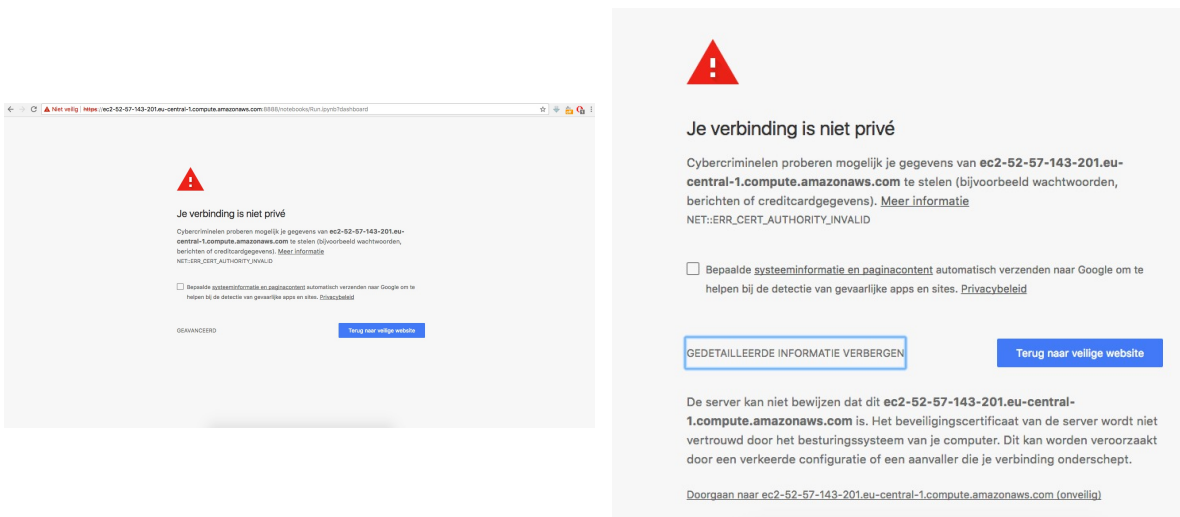 Niet veilig | https://ec2-52-57-143-201.eu-central-1.compute.amazonaws.com:8888/notebooks/Run.ipynb?dashboard
Je verbinding is niet privé
Cybercriminelen proberen mogelijk je gegevens van ec2-52-57-143-201.eu-
central-1.compute.amazonaws.com te stelen (bijvoorbeeld wachtwoorden,
berichten of creditcardgegevens). Meer informatie
NET::ERR_CERT_AUTHORITY_INVALID
Bepaalde systeeminformatie en paginacontent automatisch verzenden naar Google om te
helpen bij de detectie van gevaarlijke apps en sites. Privacybeleid
GEAVANCEERD
Terug naar veilige website
Je verbinding is niet privé
Cybercriminelen proberen mogelijk je gegevens van ec2-52-57-143-201.eu-
central-1.compute.amazonaws.com te stelen (bijvoorbeeld wachtwoorden,
berichten of creditcardgegevens). Meer informatie
NET::ERR_CERT_AUTHORITY_INVALID
Bepaalde systeeminformatie en paginacontent automatisch verzenden naar Google om te
helpen bij de detectie van gevaarlijke apps en sites. Privacybeleid
GEDETAILLEERDE INFORMATIE VERBERGEN
Terug naar veilige website
De server kan niet bewijzen dat dit ec2-52-57-143-201.eu-central-
1.compute.amazonaws.com is. Het beveiligingscertificaat van de server wordt niet
vertrouwd door het besturingssysteem van je computer. Dit kan worden veroorzaakt
door een verkeerde configuratie of een aanvaller die je verbinding onderschept.
Doorgaan naar ec2-52-57-143-201.eu-central-1.compute.amazonaws.com (onveilig)